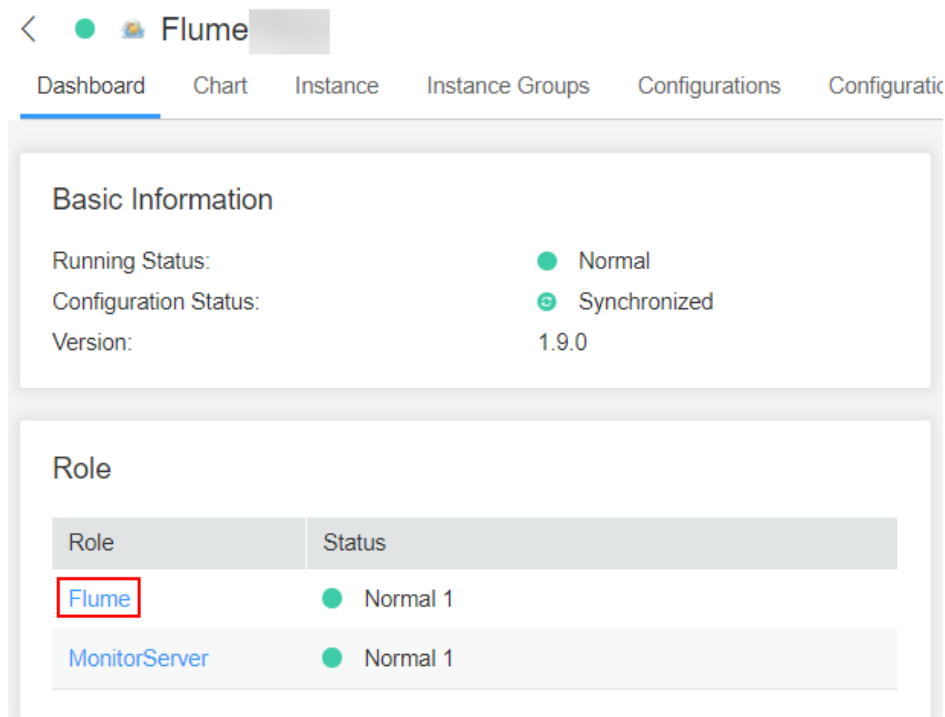 Flume
Dashboard Chart Instance Instance Groups Configurations Configuratio
Basic Information
Running Status: Normal
Configuration Status: Synchronized
Version: 1.9.0
Role
Role Status
Flume Normal 1
MonitorServer Normal 1